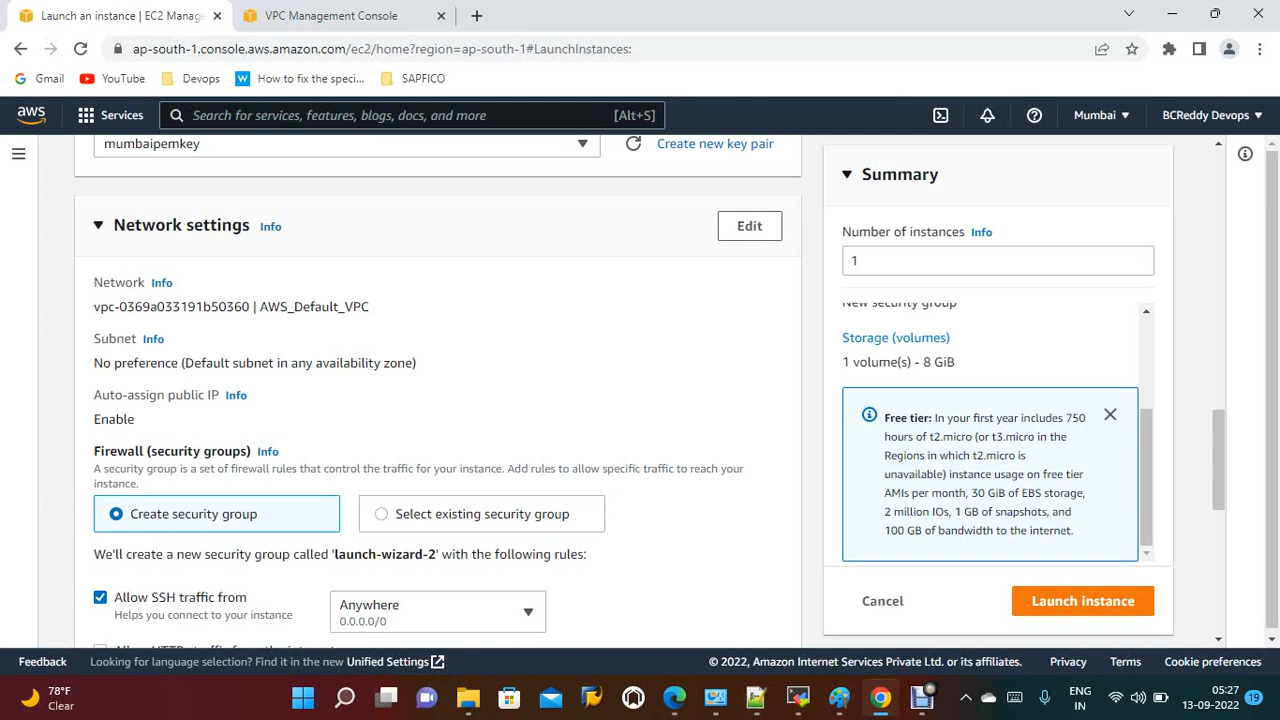 Launch an instance | EC2 Manag
VPC Management Console
ap-south-1.console.aws.amazon.com/ec2/home?region=ap-south-1#LaunchInstances:
Gmail
YouTube
Devops
How to fix the speci...
SAPFICO
aws
Services
Search for services, features, blogs, docs, and more
[Alt+S]
Mumbai
BCReddy Devops
mumbaipemkey
Create new key pair
Network settings Info
Edit
Network Info
vpc-0369a033191b50360 | AWS_Default_VPC
Subnet Info
No preference (Default subnet in any availability zone)
Auto-assign public IP Info
Enable
Firewall (security groups) Info
A security group is a set of firewall rules that control the traffic for your instance. Add rules to allow specific traffic to reach your
instance.
Create security group
Select existing security group
We'll create a new security group called 'launch-wizard-2' with the following rules:
Allow SSH traffic from
Helps you connect to your instance
Anywhere
0.0.0.0/0
Summary
Number of instances Info
1
New security group
Storage (volumes)
1 volume(s) - 8 GiB
Free tier: In your first year includes 750
hours of t2.micro (or t3.micro in the
Regions in which t2.micro is
unavailable) instance usage on free tier
AMIs per month, 30 GiB of EBS storage,
2 million IOs, 1 GB of snapshots, and
100 GB of bandwidth to the internet.
Cancel
Launch instance
Feedback
Looking for language selection? Find it in the new Unified Settings
© 2022, Amazon Internet Services Private Ltd. or its affiliates.
Privacy
Terms
Cookie preferences
78°F
Clear
ENG
IN
05:27
13-09-2022
19